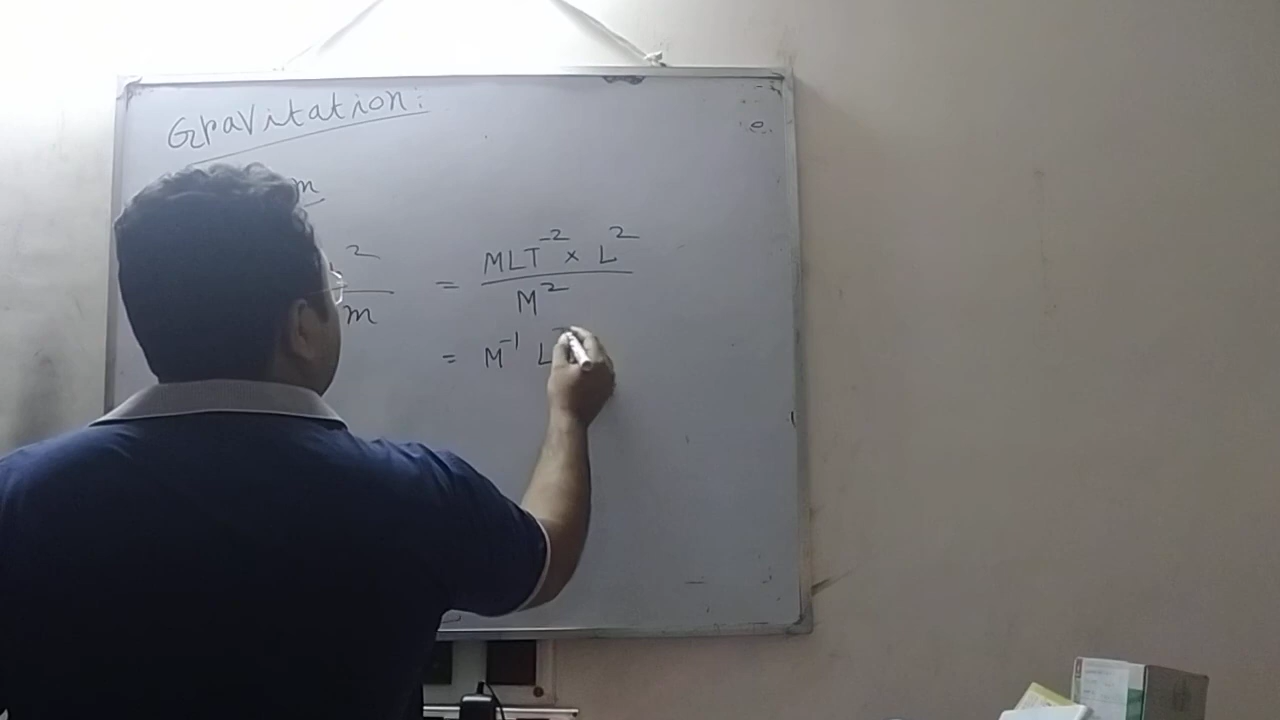 Gravitation:
m
2
m
= MLT⁻² × L²
M²
= M⁻¹ L